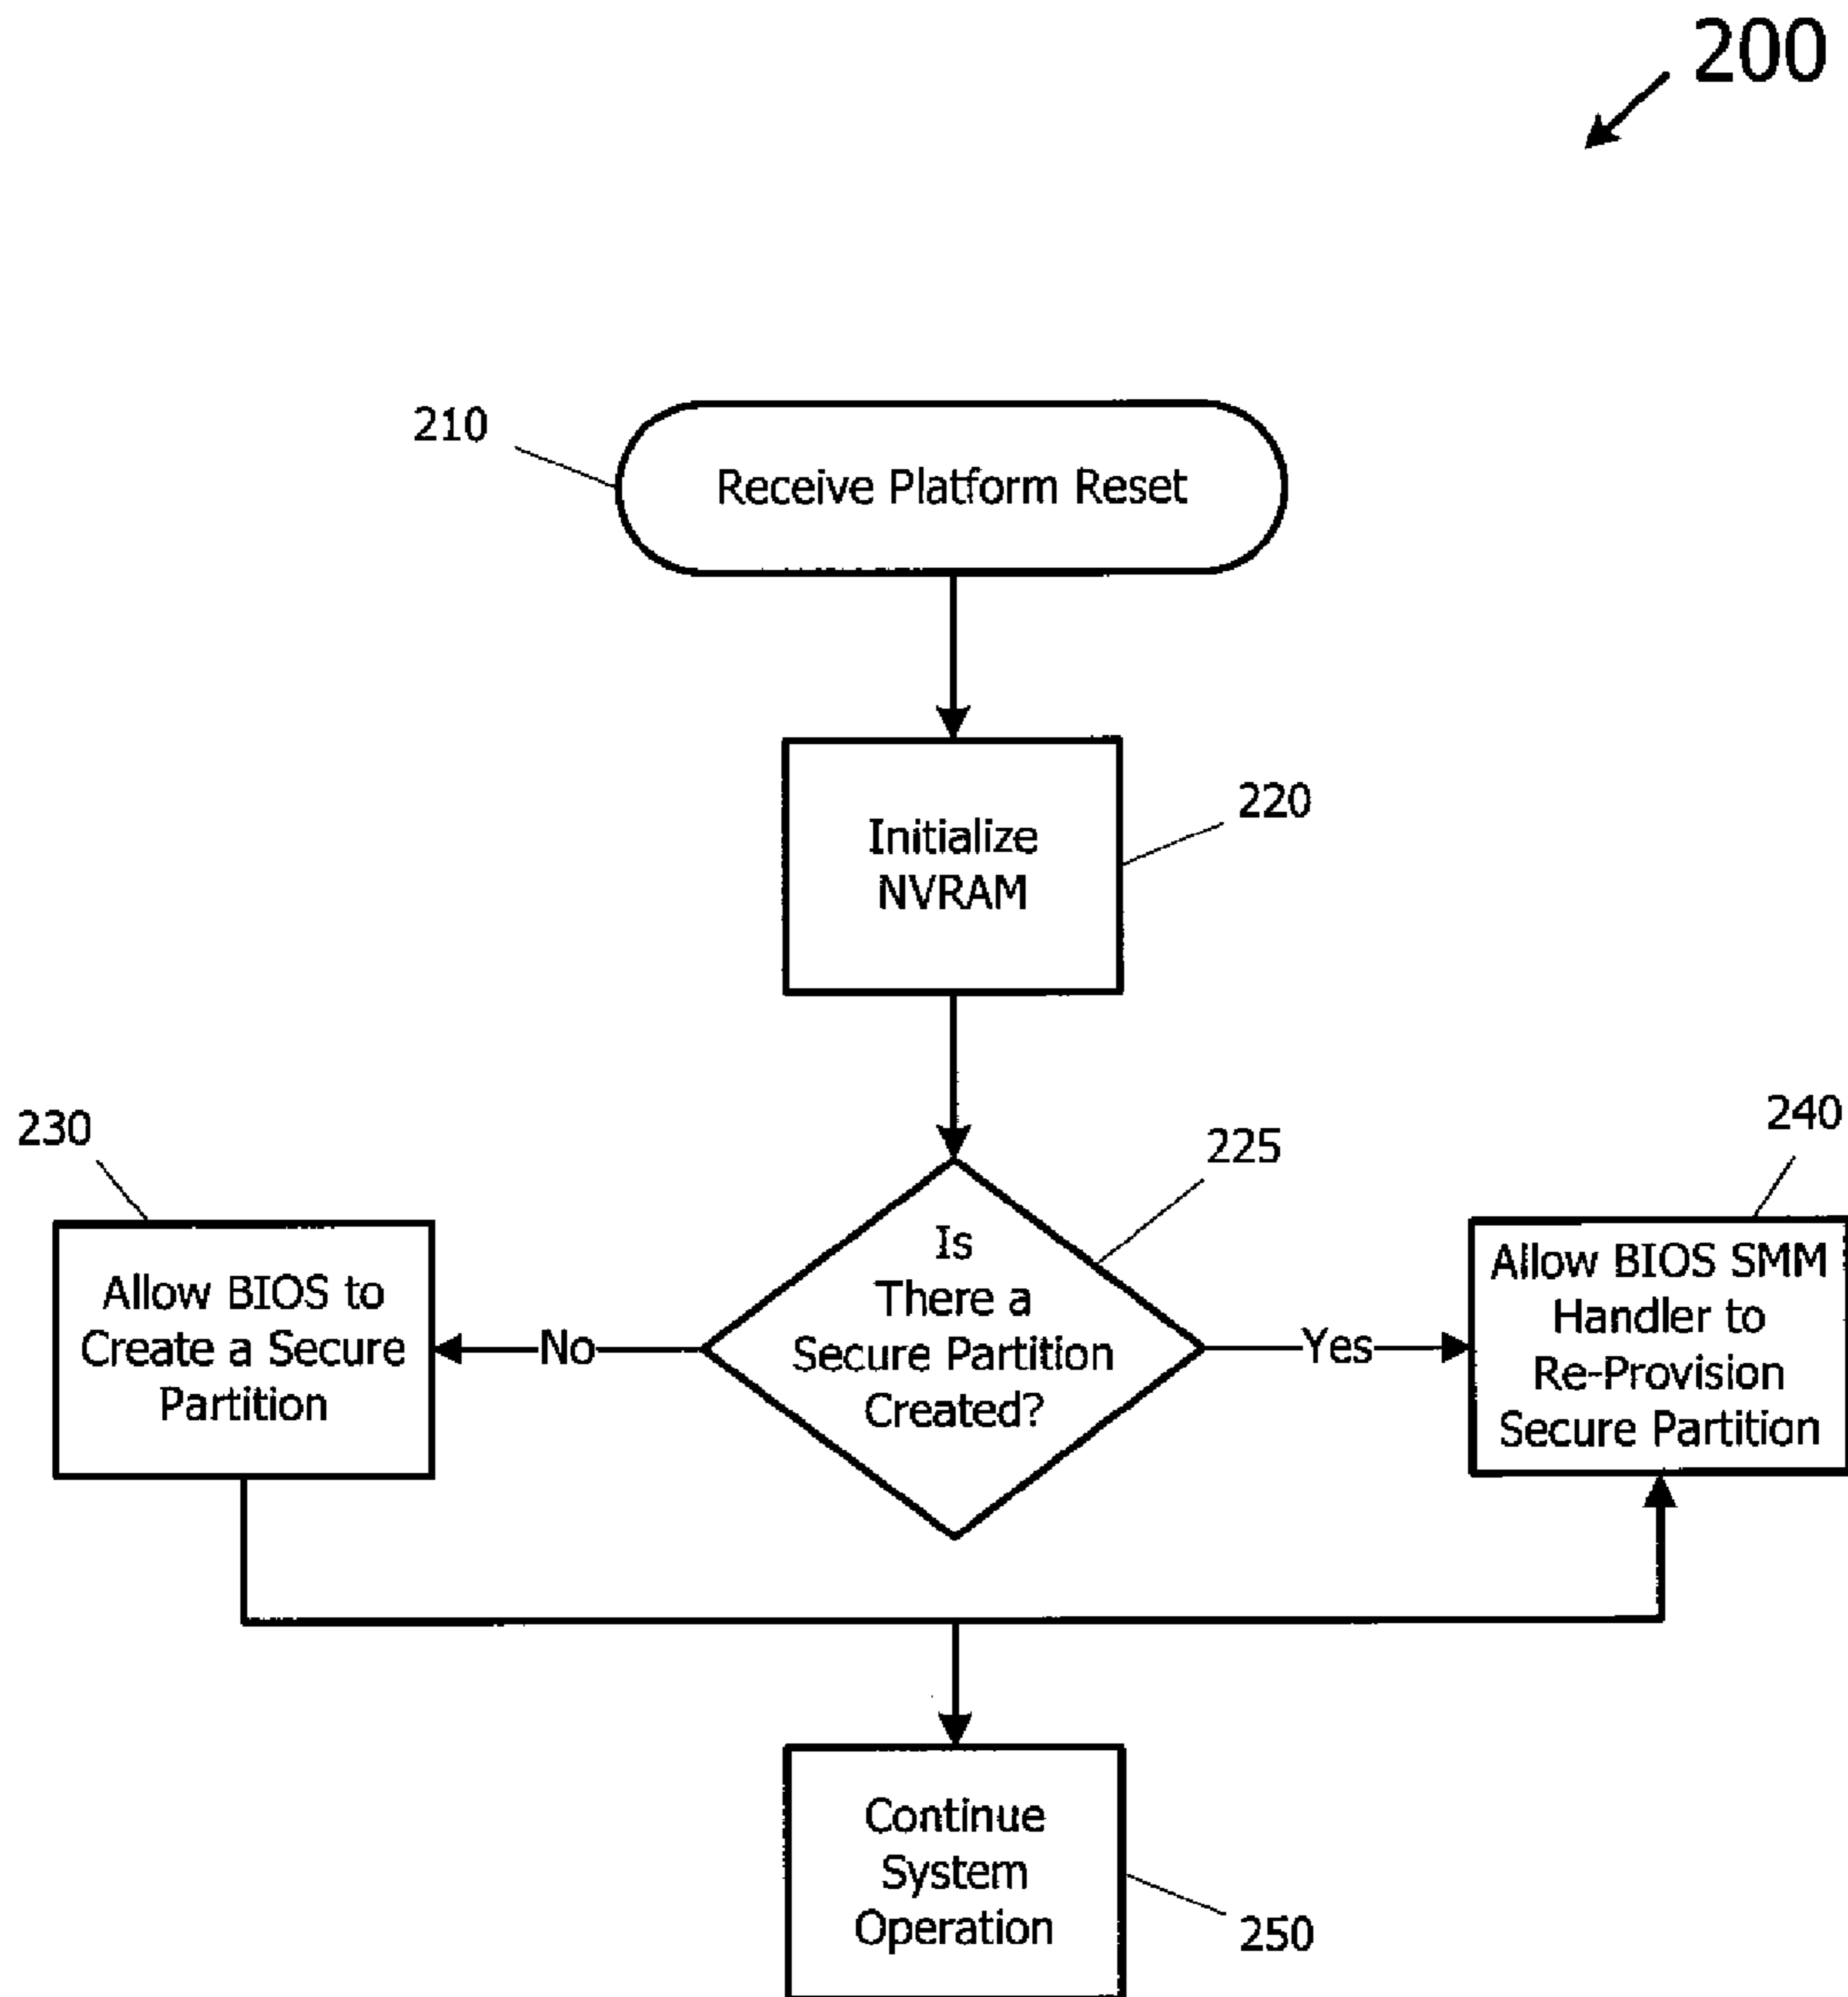 200
210
Receive Platform Reset
220
Initialize
NVRAM
230
225
240
Is
There a
Secure Partition
Created?
Allow BIOS to
Create a Secure
Partition
No
Yes
Allow BIOS SMM
Handler to
Re-Provision
Secure Partition
Continue
System
Operation
250